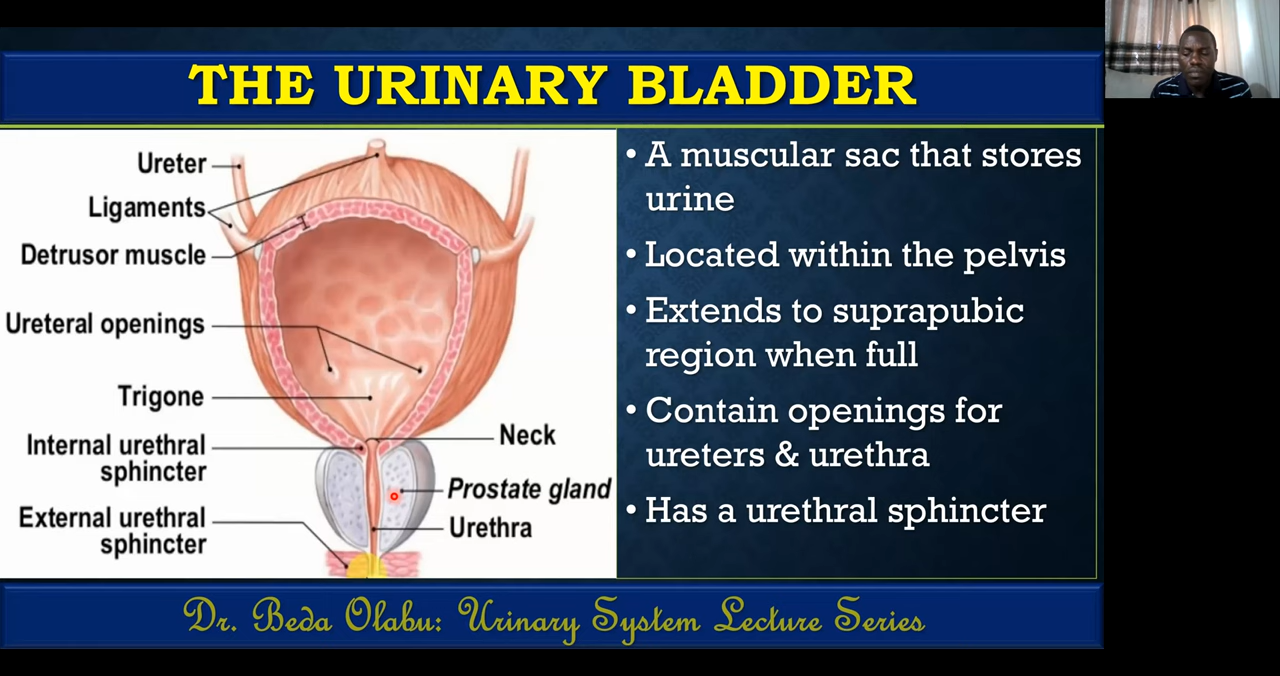 THE URINARY BLADDER
Ureter
Ligaments
Detrusor muscle
Ureteral openings
Trigone
Internal urethral
sphincter
External urethral
sphincter
Neck
Prostate gland
Urethra
• A muscular sac that stores
urine
• Located within the pelvis
• Extends to suprapubic
region when full
• Contain openings for
ureters & urethra
• Has a urethral sphincter
Dr. Beda Olabu: Urinary System Lecture Series